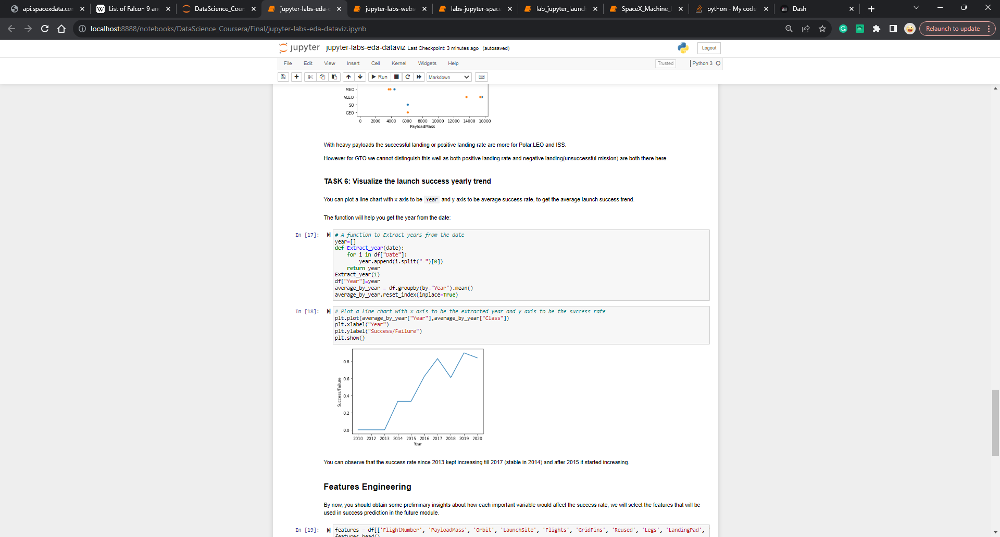 api.spacexdata.co
List of Falcon 9 an
DataScience_Cour
jupyter-labs-eda-
jupyter-labs-webs
labs-jupyter-space
lab_jupyter_launch
SpaceX_Machine_
python - My code
Dash
localhost:8888/notebooks/DataScience_Coursera/Final/jupyter-labs-eda-dataviz.ipynb
Relaunch to update
jupyter jupyter-labs-eda-dataviz Last Checkpoint: 3 minutes ago (autosaved)
Logout
File Edit View Insert Cell Kernel Widgets Help
Trusted
Python 3
Run
Markdown
MEO
VLEO
SO
GEO
0 2000 4000 6000 8000 10000 12000 14000 16000
PayloadMass
With heavy payloads the successful landing or positive landing rate are more for Polar,LEO and ISS.
However for GTO we cannot distinguish this well as both positive landing rate and negative landing(unsuccessful mission) are both there here.
TASK 6: Visualize the launch success yearly trend
You can plot a line chart with x axis to be Year and y axis to be average success rate, to get the average launch success trend.
The function will help you get the year from the date:
In [17]:
# A function to Extract years from the date
year=[]
def Extract_year(date):
    for i in df["Date"]:
        year.append(i.split("-")[0])
    return year
Extract_year(1)
df["Year"]=year
average_by_year = df.groupby(by="Year").mean()
average_by_year.reset_index(inplace=True)
In [18]:
# Plot a line chart with x axis to be the extracted year and y axis to be the success rate
plt.plot(average_by_year["Year"],average_by_year["Class"])
plt.xlabel("Year")
plt.ylabel("Success/Failure")
plt.show()
Success/Failure
0.8
0.6
0.4
0.2
0.0
2010 2012 2013 2014 2015 2016 2017 2018 2019 2020
Year
You can observe that the success rate since 2013 kept increasing till 2017 (stable in 2014) and after 2015 it started increasing.
Features Engineering
By now, you should obtain some preliminary insights about how each important variable would affect the success rate, we will select the features that will be
used in success prediction in the future module.
In [19]:
features = df[['FlightNumber', 'PayloadMass', 'Orbit', 'LaunchSite', 'Flights', 'GridFins', 'Reused', 'Legs', 'LandingPad', '
features.head()